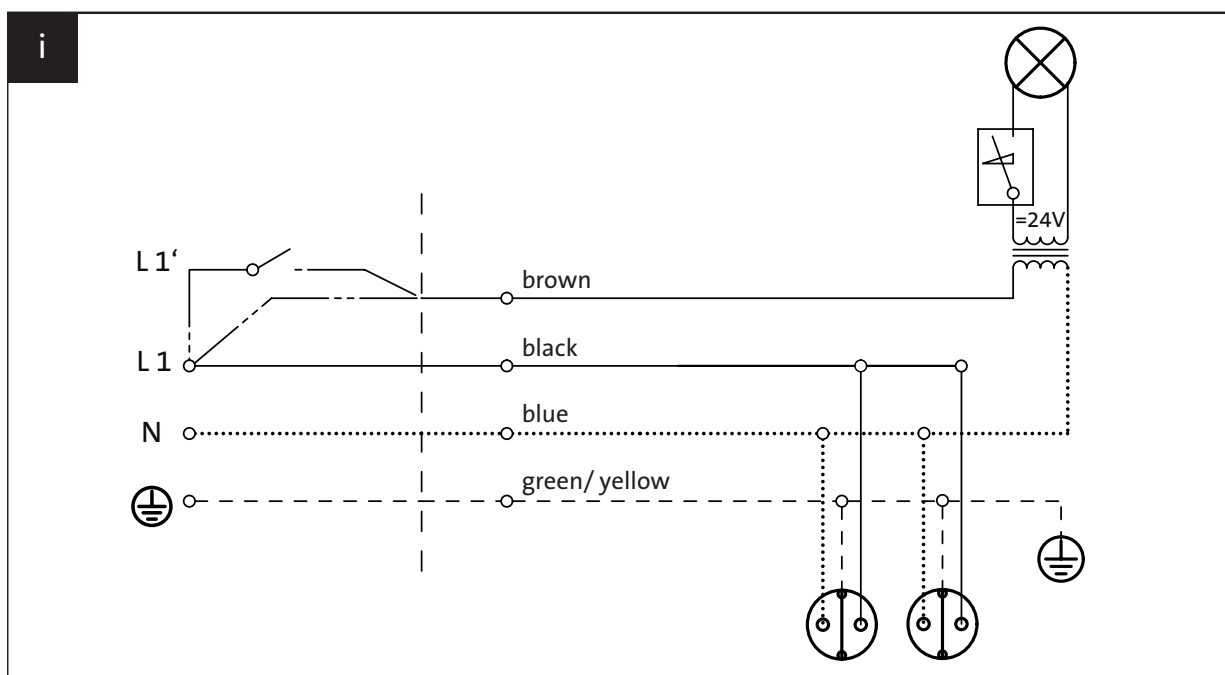 i
=24V
L 1‘
brown
L 1
black
N
blue
green/ yellow